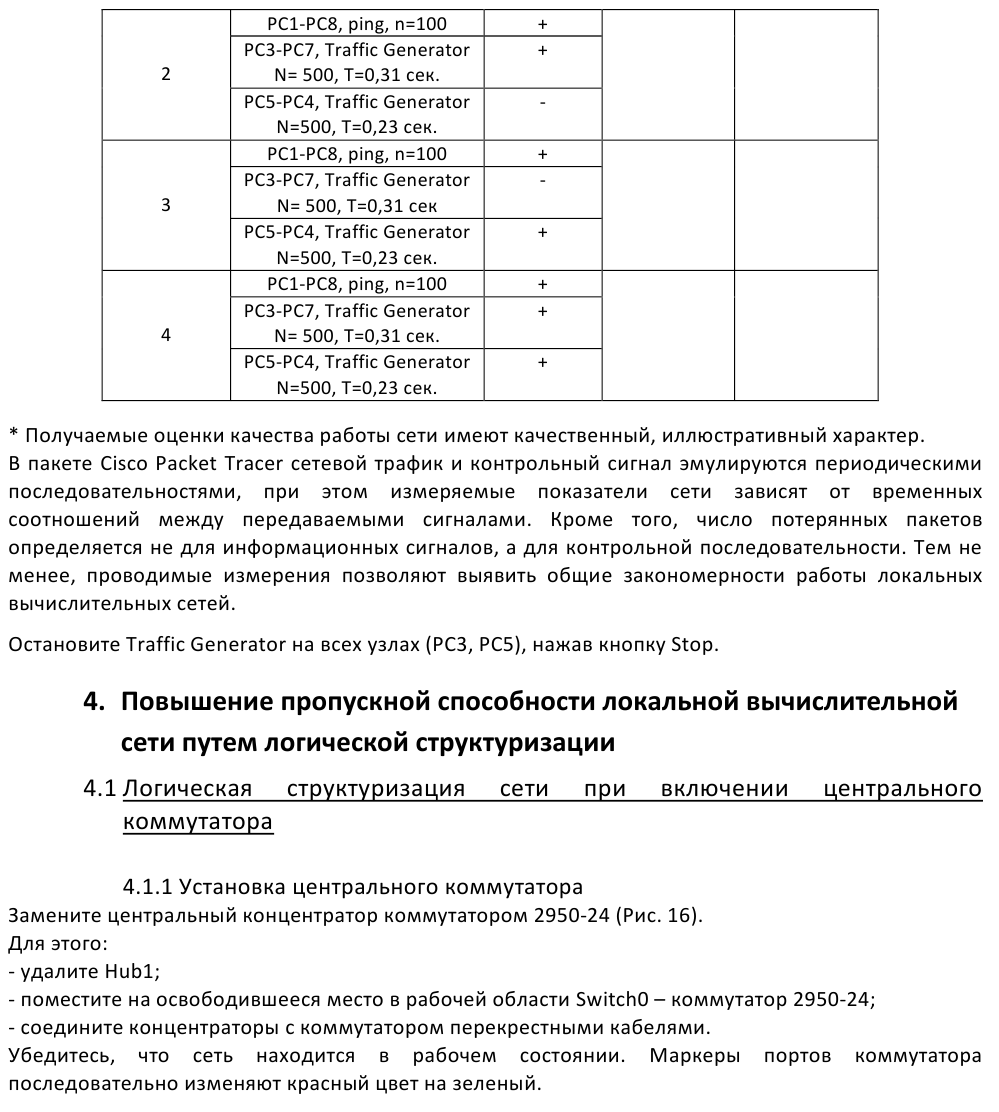 PC1-PC8, ping, n=100 +
2
PC3-PC7, Traffic Generator +
N= 500, T=0,31 сек.
PC5-PC4, Traffic Generator -
N=500, T=0,23 сек.
PC1-PC8, ping, n=100 +
3
PC3-PC7, Traffic Generator -
N= 500, T=0,31 сек
PC5-PC4, Traffic Generator +
N=500, T=0,23 сек.
PC1-PC8, ping, n=100 +
4
PC3-PC7, Traffic Generator +
N= 500, T=0,31 сек.
PC5-PC4, Traffic Generator +
N=500, T=0,23 сек.
* Получаемые оценки качества работы сети имеют качественный, иллюстративный характер.
В пакете Cisco Packet Tracer сетевой трафик и контрольный сигнал эмулируются периодическими
последовательностями, при этом измеряемые показатели сети зависят от временных
соотношений между передаваемыми сигналами. Кроме того, число потерянных пакетов
определяется не для информационных сигналов, а для контрольной последовательности. Тем не
менее, проводимые измерения позволяют выявить общие закономерности работы локальных
вычислительных сетей.
Остановите Traffic Generator на всех узлах (PC3, PC5), нажав кнопку Stop.
4. Повышение пропускной способности локальной вычислительной
сети путем логической структуризации
4.1 Логическая структуризация сети при включении центрального
коммутатора
4.1.1 Установка центрального коммутатора
Замените центральный концентратор коммутатором 2950-24 (Рис. 16).
Для этого:
- удалите Hub1;
- поместите на освободившееся место в рабочей области Switch0 – коммутатор 2950-24;
- соедините концентраторы с коммутатором перекрестными кабелями.
Убедитесь, что сеть находится в рабочем состоянии. Маркеры портов коммутатора
последовательно изменяют красный цвет на зеленый.